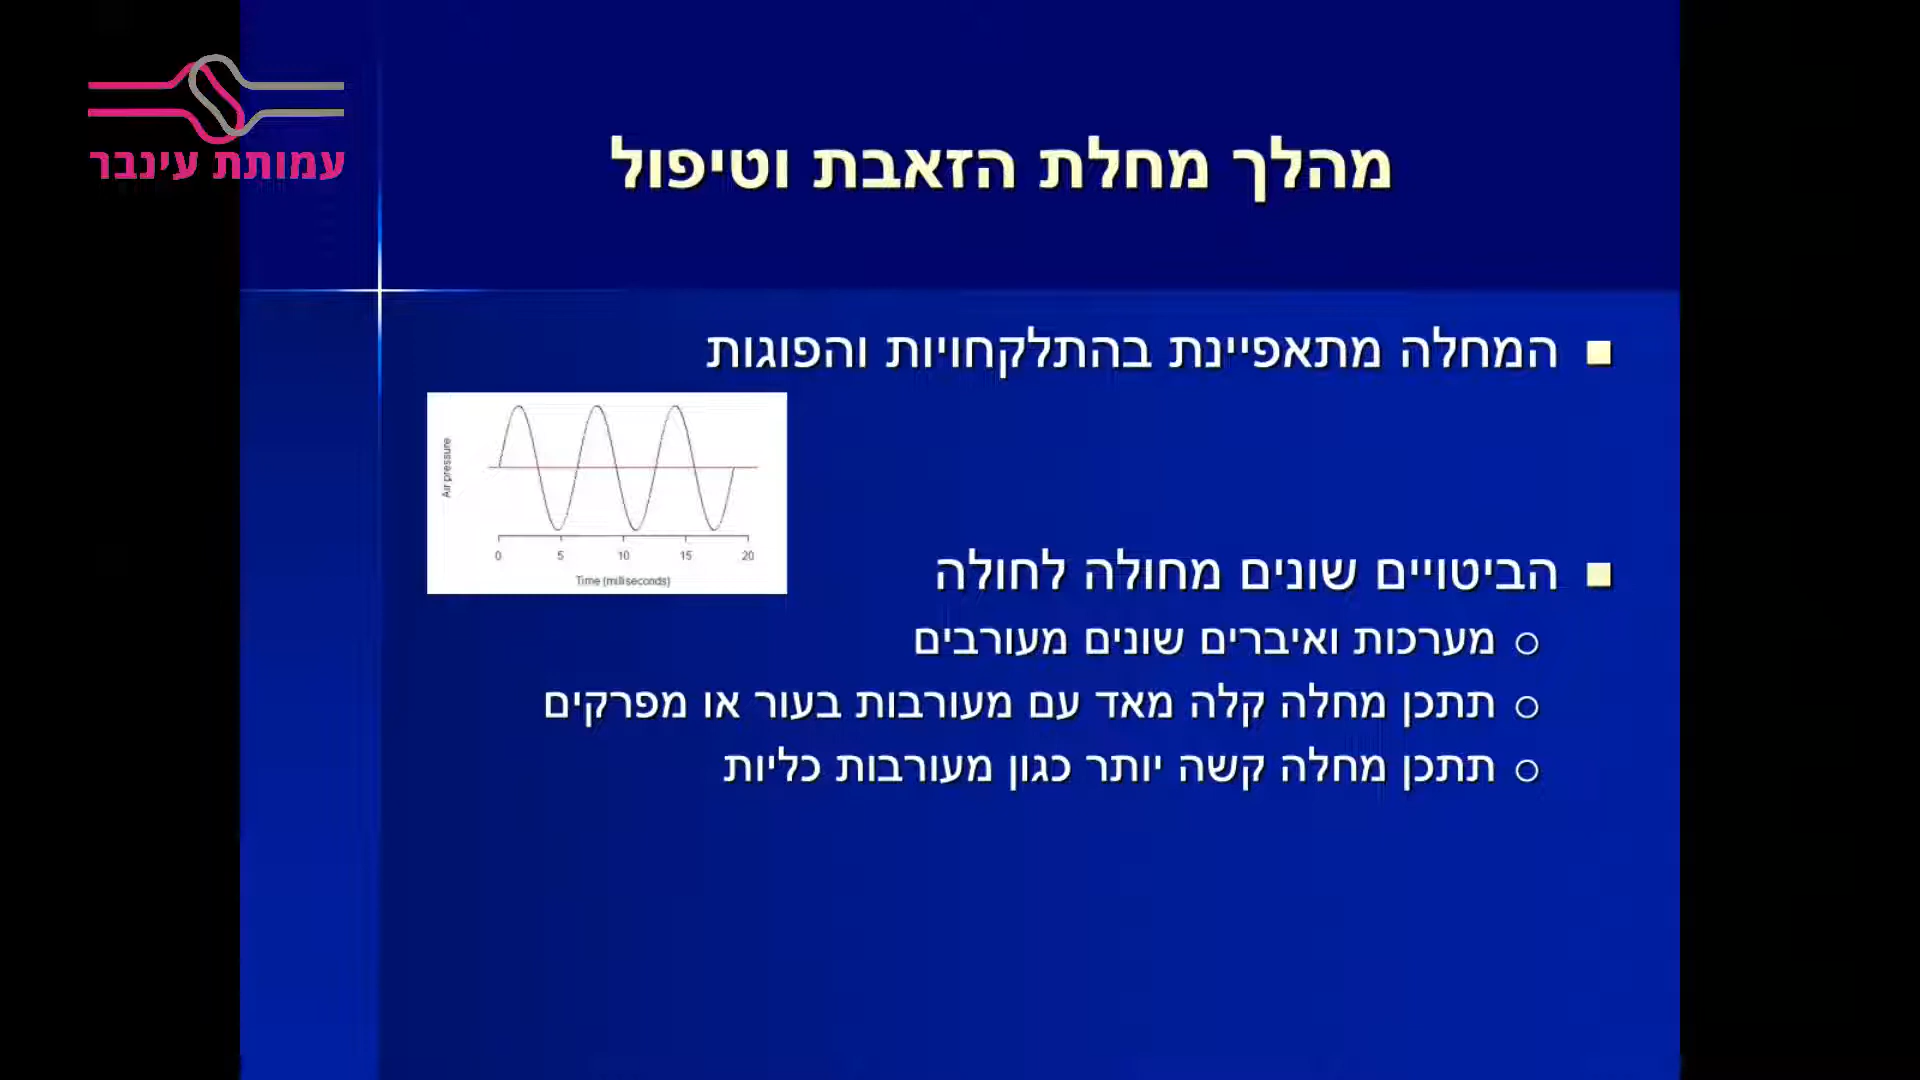 עמותת עינבר
מהלך מחלת הזאבת וטיפול
המחלה מתאפיינת בהתלקחויות והפוגות
Air pressure
0 5 10 15 20
Time (milliseconds)
הביטויים שונים מחולה לחולה
מערכות ואיברים שונים מעורבים
תתכן מחלה קלה מאד עם מעורבות בעור או מפרקים
תתכן מחלה קשה יותר כגון מעורבות כליות